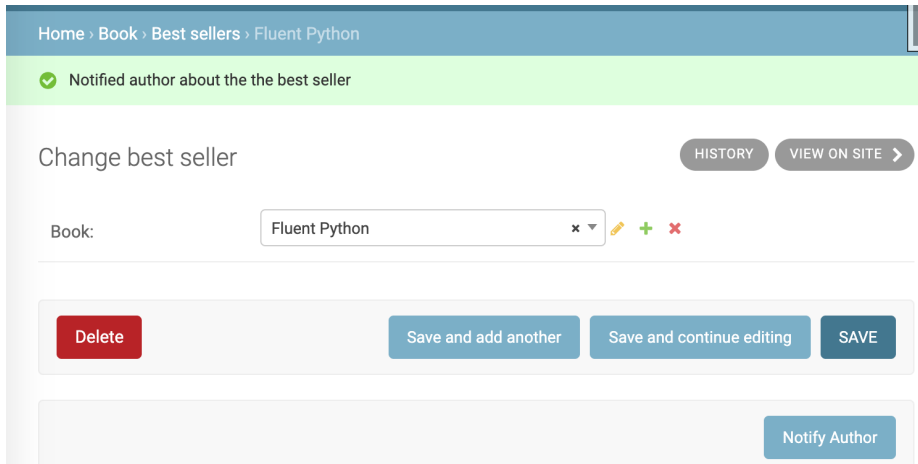 Home › Book › Best sellers › Fluent Python
Notified author about the the best seller
Change best seller
HISTORY
VIEW ON SITE
Book:
Fluent Python
Delete
Save and add another
Save and continue editing
SAVE
Notify Author